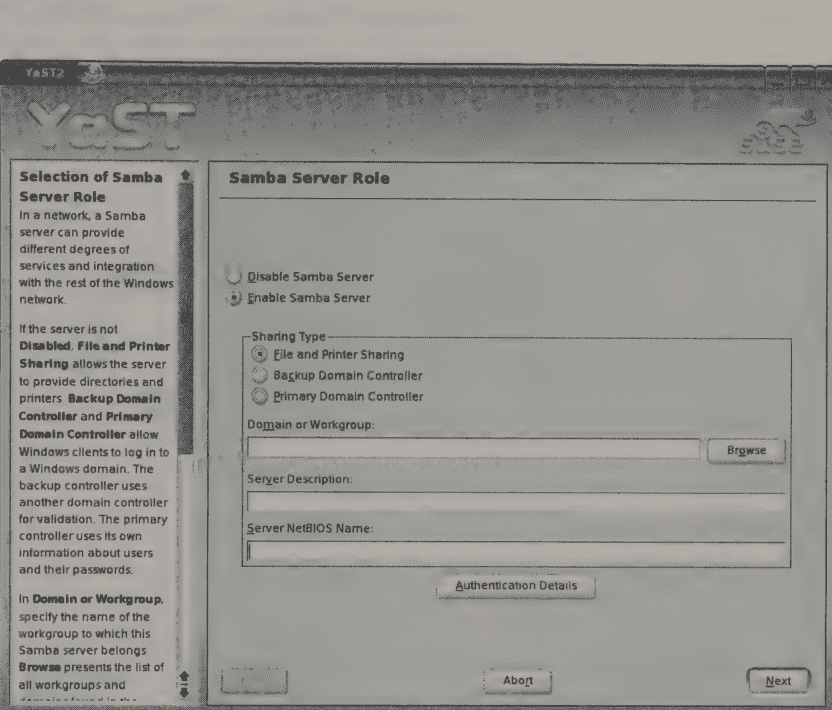 YaST2
YaST
Selection of Samba
Server Role
In a network, a Samba
server can provide
different degrees of
services and integration
with the rest of the Windows
network.
If the server is not
Disabled, File and Printer
Sharing allows the server
to provide directories and
printers Backup Domain
Controller and Primary
Domain Controller allow
Windows clients to log in to
a Windows domain. The
backup controller uses
another domain controller
for validation. The primary
controller uses its own
information about users
and their passwords.
In Domain or Workgroup,
specify the name of the
workgroup to which this
Samba server belongs
Browse presents the list of
all workgroups and
Samba Server Role
Disable Samba Server
Enable Samba Server
Sharing Type
File and Printer Sharing
Backup Domain Controller
Primary Domain Controller
Domain or Workgroup:
Browse
Server Description:
Server NetBIOS Name:
Authentication Details
Abort
Next